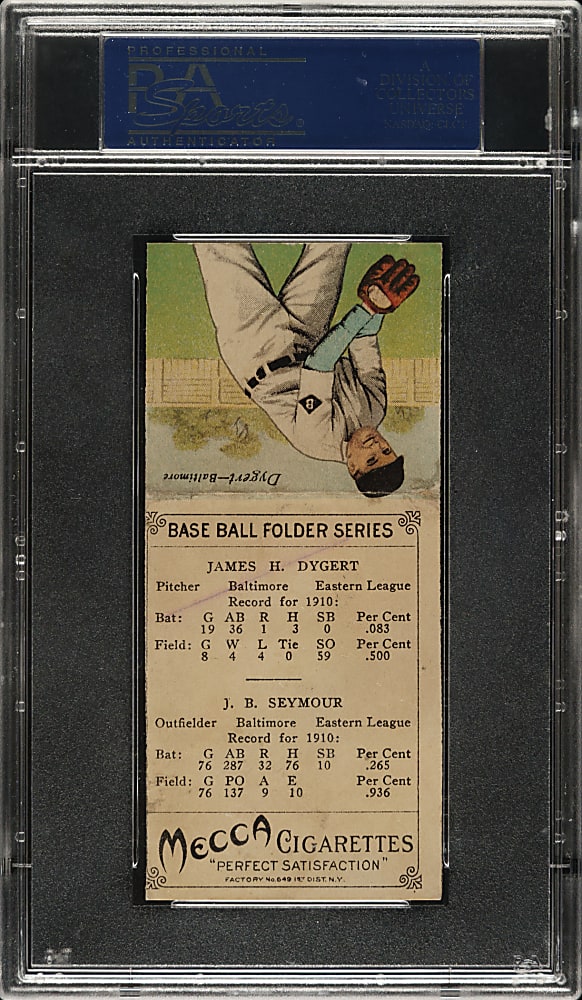 PROFESSIONAL
PSA
Sports®
AUTHENTICATOR
A
DIVISION OF
COLLECTORS
UNIVERSE
NASDAQ: CLCT
B
Dygert—Baltimore
BASE BALL FOLDER SERIES
JAMES H. DYGERT
Pitcher Baltimore Eastern League
Record for 1910:
Bat: G AB R H SB Per Cent
19 36 1 3 0 .083
Field: G W L Tie SO Per Cent
8 4 4 0 59 .500
J. B. SEYMOUR
Outfielder Baltimore Eastern League
Record for 1910:
Bat: G AB R H SB Per Cent
76 287 32 76 10 .265
Field: G PO A E Per Cent
76 137 9 10 .936
MECCA CIGARETTES
"PERFECT SATISFACTION"
FACTORY No. 649 1ST DIST. N.Y.